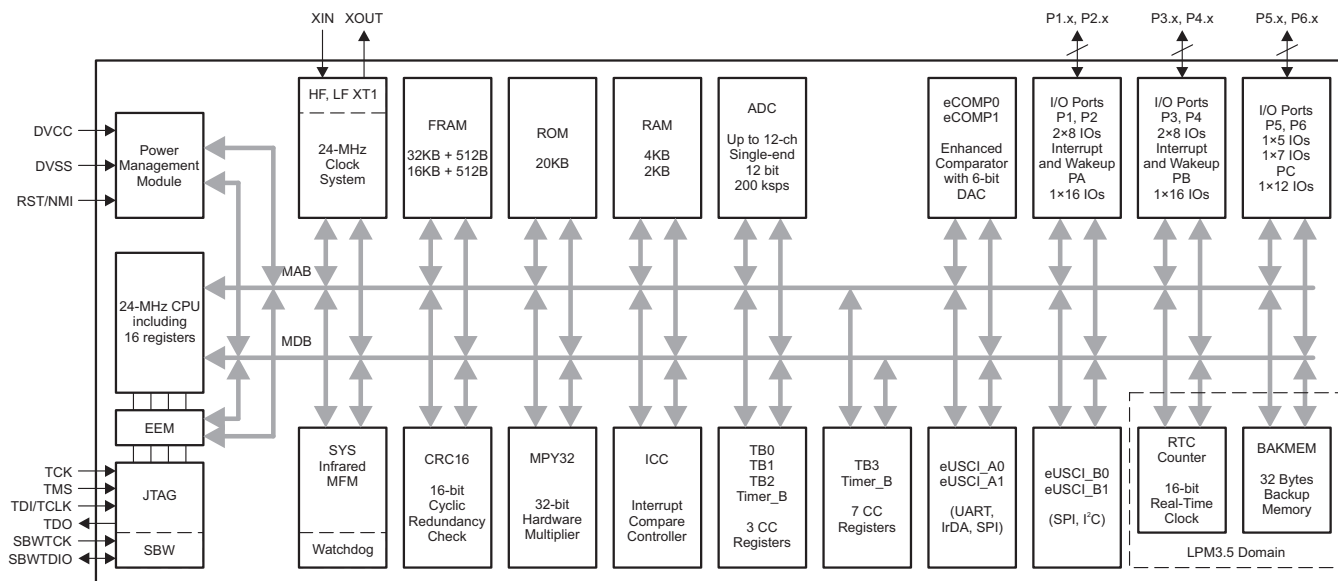 XIN
XOUT
P1.x, P2.x
P3.x, P4.x
P5.x, P6.x
DVCC
DVSS
RST/NMI
Power
Management
Module
HF, LF XT1
24-MHz
Clock
System
FRAM
32KB + 512B
16KB + 512B
ROM
20KB
RAM
4KB
2KB
ADC
Up to 12-ch
Single-end
12 bit
200 ksps
eCOMP0
eCOMP1
Enhanced
Comparator
with 6-bit
DAC
I/O Ports
P1, P2
2×8 IOs
Interrupt
and Wakeup
PA
1×16 IOs
I/O Ports
P3, P4
2×8 IOs
Interrupt
and Wakeup
PB
1×16 IOs
I/O Ports
P5, P6
1×5 IOs
1×7 IOs
PC
1×12 IOs
MAB
MDB
24-MHz CPU
including
16 registers
EEM
TCK
TMS
TDI/TCLK
TDO
SBWTCK
SBWTDIO
JTAG
SBW
SYS
Infrared
MFM
Watchdog
CRC16
16-bit
Cyclic
Redundancy
Check
MPY32
32-bit
Hardware
Multiplier
ICC
Interrupt
Compare
Controller
TB0
TB1
TB2
Timer_B
3 CC
Registers
TB3
Timer_B
7 CC
Registers
eUSCI_A0
eUSCI_A1
(UART,
IrDA, SPI)
eUSCI_B0
eUSCI_B1
(SPI, I²C)
RTC
Counter
16-bit
Real-Time
Clock
BAKMEM
32 Bytes
Backup
Memory
LPM3.5 Domain